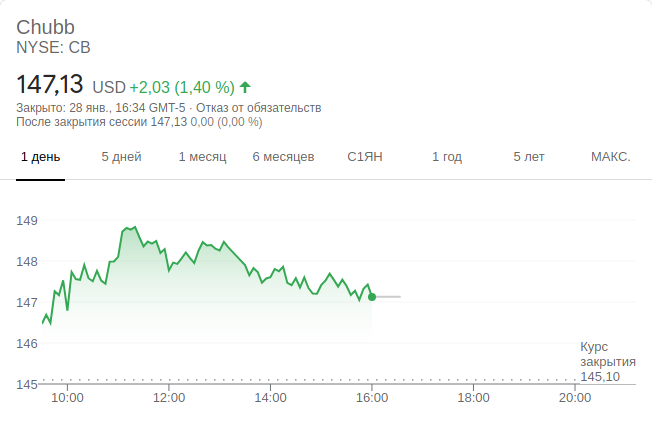 Chubb
NYSE: CB
147,13 USD +2,03 (1,40 %)
Закрыто: 28 янв., 16:34 GMT-5 · Отказ от обязательств
После закрытия сессии 147,13 0,00 (0,00 %)
1 день 5 дней 1 месяц 6 месяцев С1ЯН 1 год 5 лет МАКС.
149
148
147
146
Курс
закрытия
145,10
145
10:00 12:00 14:00 16:00 18:00 20:00